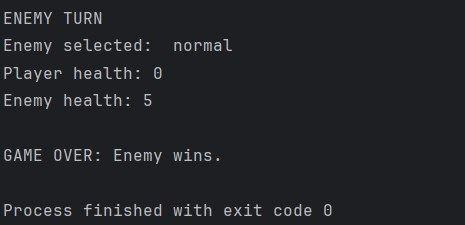 ENEMY TURN
Enemy selected:  normal
Player health: 0
Enemy health: 5
GAME OVER: Enemy wins.
Process finished with exit code 0